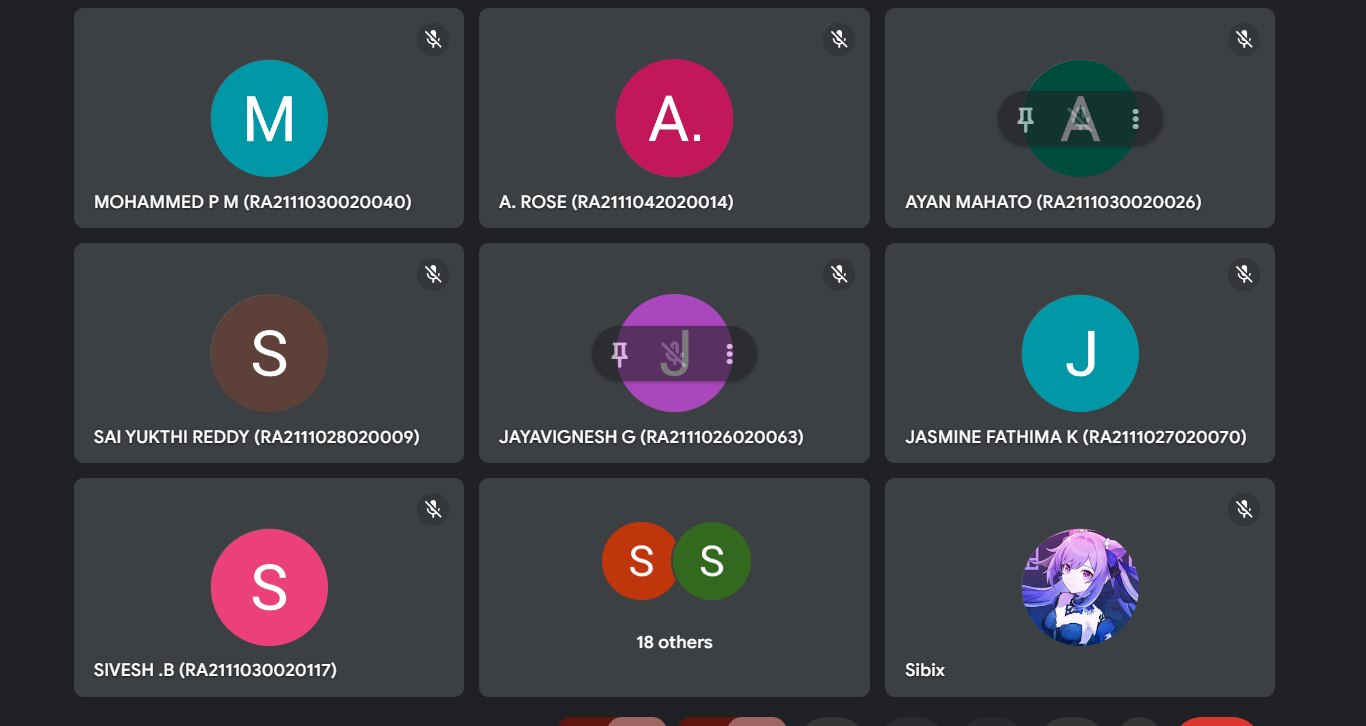 M
A.
A
MOHAMMED P M (RA2111030020040)
A. ROSE (RA2111042020014)
AYAN MAHATO (RA2111030020026)
S
J
J
SAI YUKTHI REDDY (RA2111028020009)
JAYAVIGNESH G (RA2111026020063)
JASMINE FATHIMA K (RA2111027020070)
S
S
S
18 others
SIVESH .B (RA2111030020117)
Sibix